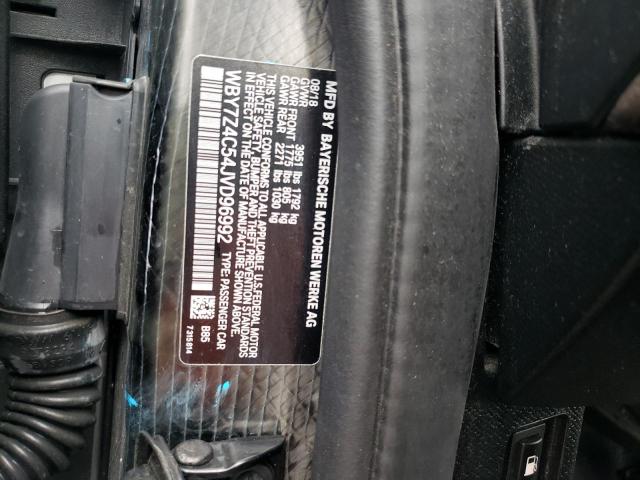 MFD BY BAYERISCHE MOTOREN WERKE AG
08/18
GVWR 3951 lbs 1792 kg
GAWR FRONT 1775 lbs 805 kg
GAWR REAR 2271 lbs 1030 kg
THIS VEHICLE CONFORMS TO ALL APPLICABLE U.S.FEDERAL MOTOR
VEHICLE SAFETY, BUMPER AND THEFT PREVENTION STANDARDS
IN EFFECT ON THE DATE OF MANUFACTURE SHOWN ABOVE.
WBY7Z4C54JVD96992 TYPE: PASSENGER CAR
B85
7315814